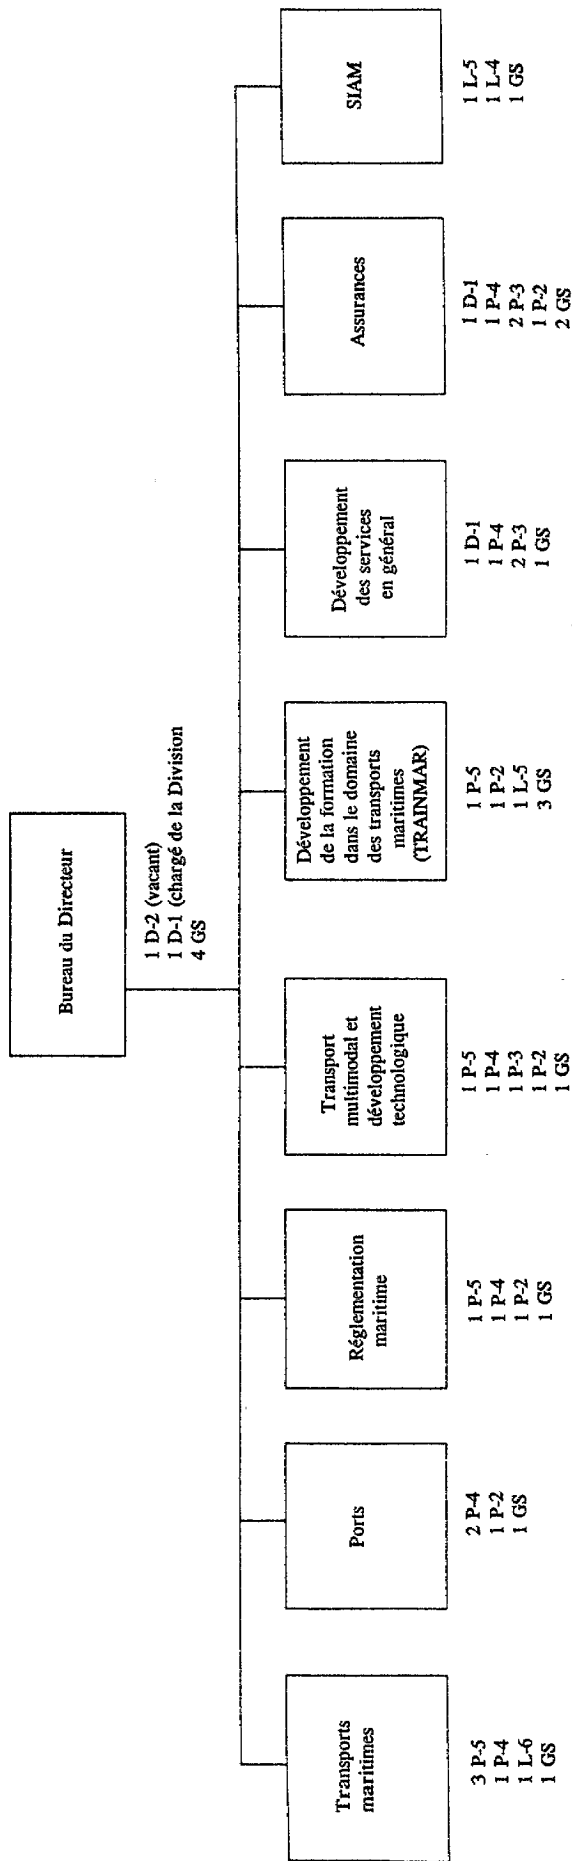 Bureau du Directeur
1 D-2 (vacant)
1 D-1 (chargé de la Division
4 GS
Transports
maritimes
3 P-5
1 P-4
1 L-6
1 GS
Ports
2 P-4
1 P-2
1 GS
Réglementation
maritime
1 P-5
1 P-4
1 P-2
1 GS
Transport
multimodal et
développement
technologique
1 P-5
1 P-4
1 P-3
1 P-2
1 GS
Développement
de la formation
dans le domaine
des transports
maritimes
(TRAINMAR)
1 P-5
1 P-2
1 L-5
3 GS
Développement
des services
en général
1 D-1
1 P-4
2 P-3
1 GS
Assurances
1 D-1
1 P-4
2 P-3
1 P-2
2 GS
SIAM
1 L-5
1 L-4
1 GS